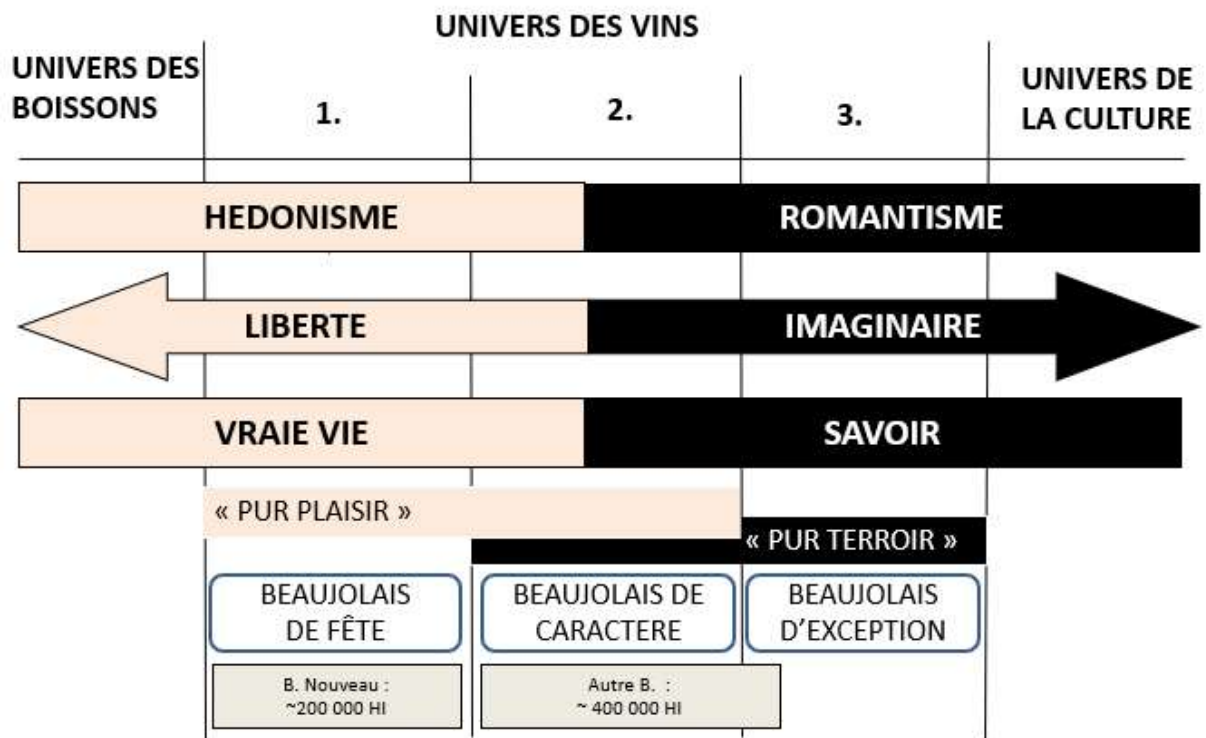 UNIVERS DES VINS
UNIVERS DES
BOISSONS
1.
2.
3.
UNIVERS DE
LA CULTURE
HEDONISME
ROMANTISME
LIBERTE
IMAGINAIRE
VRAIE VIE
SAVOIR
« PUR PLAISIR »
« PUR TERROIR »
BEAUJOLAIS
DE FÊTE
BEAUJOLAIS DE
CARACTERE
BEAUJOLAIS
D'EXCEPTION
B. Nouveau :
~200 000 Hl
Autre B.  :
~ 400 000 Hl